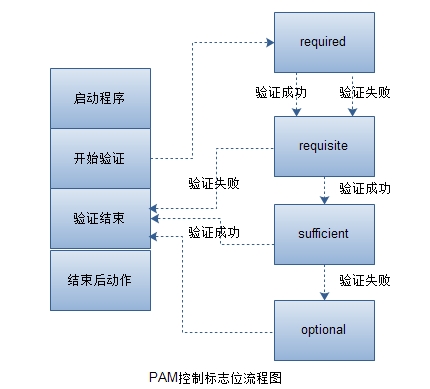 required
启动程序
验证成功
验证失败
开始验证
requisite
验证失败
验证成功
验证结束
sufficient
验证成功
结束后动作
验证失败
optional
PAM控制标志位流程图